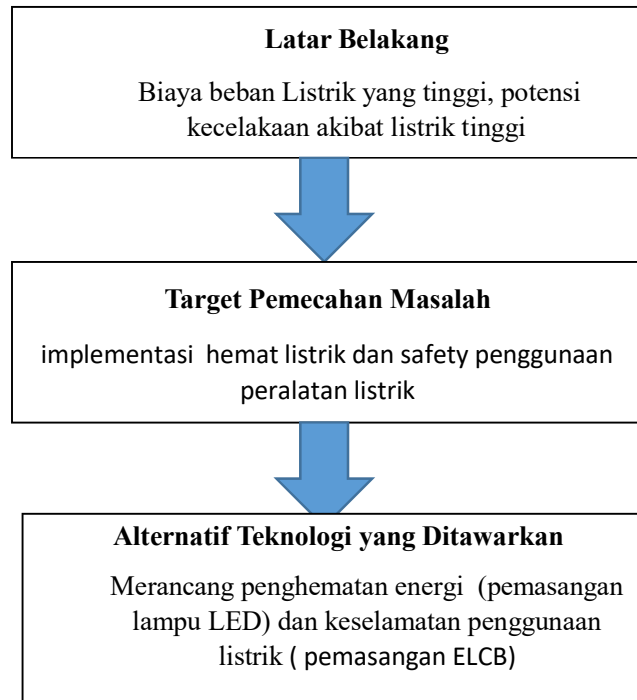 Latar Belakang
Biaya beban Listrik yang tinggi, potensi
kecelakaan akibat listrik tinggi
Target Pemecahan Masalah
implementasi hemat listrik dan safety penggunaan
peralatan listrik
Alternatif Teknologi yang Ditawarkan
Merancang penghematan energi (pemasangan
lampu LED) dan keselamatan penggunaan
listrik ( pemasangan ELCB)